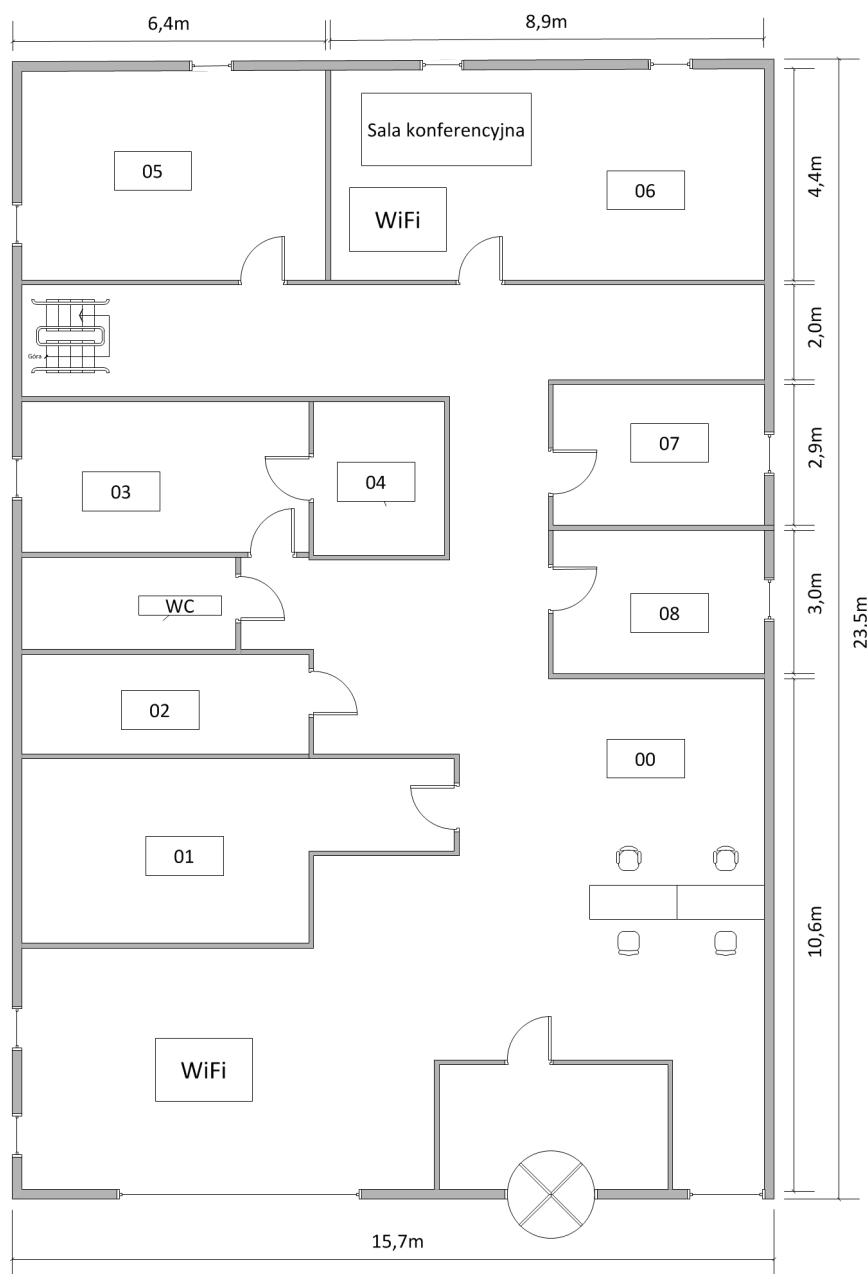 6,4m
8,9m
Sala konferencyjna
05
06
4,4m
WiFi
2,0m
Góra
07
2,9m
03
04
WC
08
3,0m
23,5m
02
00
01
10,6m
WiFi
15,7m